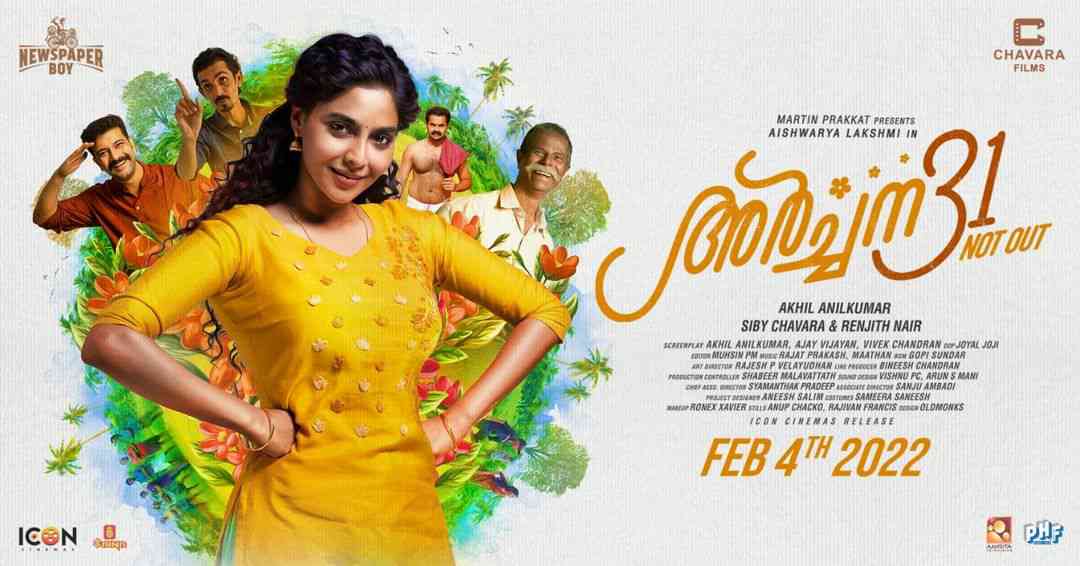 NEWSPAPER
BOY
CHAVARA
FILMS
MARTIN PRAKKAT PRESENTS
AISHWARYA LAKSHMI IN
അർച്ചന 31
NOT OUT
AKHIL ANILKUMAR
SIBY CHAVARA & RENJITH NAIR
SCREENPLAY AKHIL ANILKUMAR, AJAY VIJAYAN, VIVEK CHANDRAN DOP JOYAL JOJI
EDITOR MUHSIN PM MUSIC RAJAT PRAKASH, MAATHAN BGM GOPI SUNDAR
ART DIRECTOR RAJESH P VELAYUDHAN LINE PRODUCER BINEESH CHANDRAN
PRODUCTION CONTROLLER SHABEER MALAVATTATH SOUND DESIGN VISHNU PC, ARUN S MANI
CHIEF ASSO. DIRECTOR SYAMANTHAK PRADEEP ASSOCIATE DIRECTOR SANJU AMBADI
PROJECT DESIGNER ANEESH SALIM COSTUMES SAMEERA SANEESH
MAKEUP RONEX XAVIER STILLS ANUP CHACKO, RAJIVAN FRANCIS DESIGN OLDMONKS
ICON CINEMAS RELEASE
FEB 4TH 2022
ICON
CINEMAS
AMRITA
TELEVISION
PHF